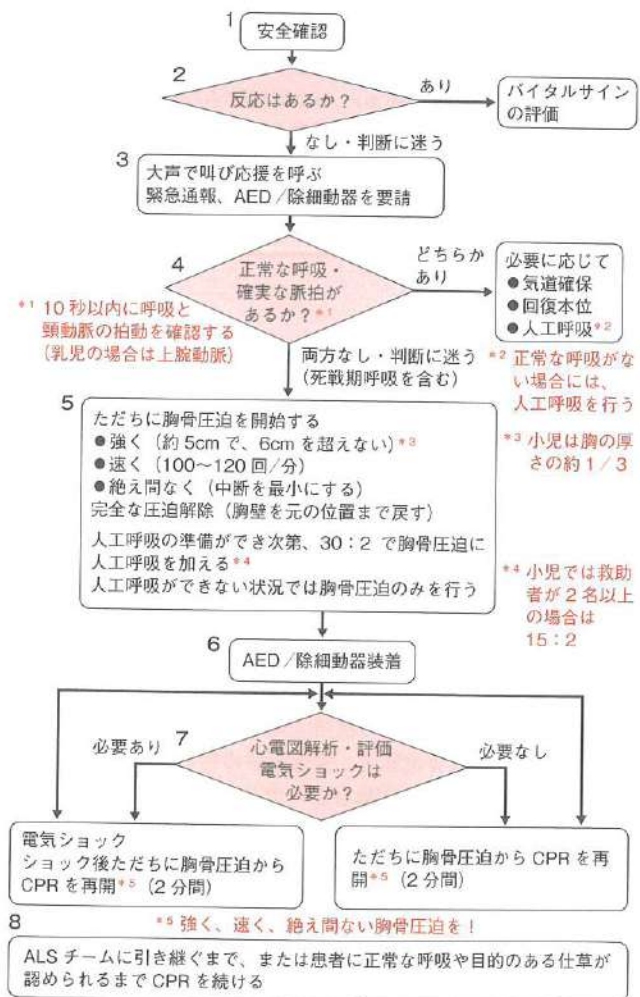 1
安全確認
2
反応はあるか？
あり
バイタルサイン
の評価
なし・判断に迷う
3
大声で叫び応援を呼ぶ
緊急通報、AED／除細動器を要請
4
正常な呼吸・
確実な脈拍が
あるか？*1
どちらか
あり
必要に応じて
●気道確保
●回復本位
●人工呼吸*2
*1 10秒以内に呼吸と
頸動脈の拍動を確認する
（乳児の場合は上腕動脈）
両方なし・判断に迷う
（死戦期呼吸を含む）
*2 正常な呼吸がな
い場合には、
人工呼吸を行う
5
ただちに胸骨圧迫を開始する
●強く（約5cmで、6cmを超えない）*3
●速く（100〜120回/分）
●絶え間なく（中断を最小にする）
完全な圧迫解除（胸壁を元の位置まで戻す）
人工呼吸の準備ができ次第、30：2で胸骨圧迫に
人工呼吸を加える*4
人工呼吸ができない状況では胸骨圧迫のみを行う
*3 小児は胸の厚
さの約1/3
*4 小児では救助
者が2名以上
の場合は
15：2
6
AED／除細動器装着
7
心電図解析・評価
電気ショックは
必要か？
必要あり
必要なし
電気ショック
ショック後ただちに胸骨圧迫から
CPRを再開*5（2分間）
ただちに胸骨圧迫からCPRを再
開*5（2分間）
*5 強く、速く、絶え間ない胸骨圧迫を！
8
ALSチームに引き継ぐまで、または患者に正常な呼吸や目的のある仕草が
認められるまでCPRを続ける